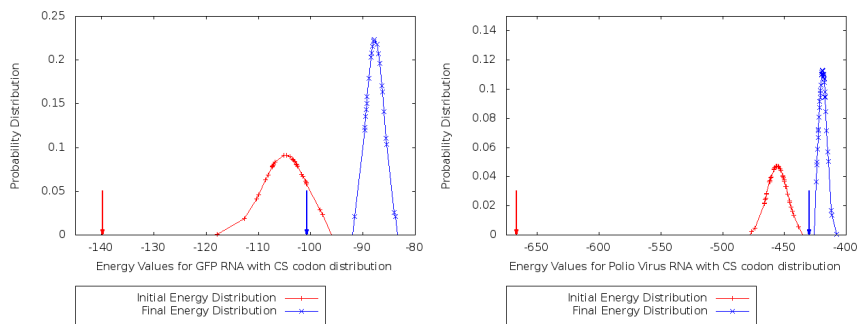 0.25
0.2
0.15
0.1
0.05
0
Probability Distribution
-140 -130 -120 -110 -100 -90 -80
Energy Values for GFP RNA with CS codon distribution
Initial Energy Distribution
Final Energy Distribution
0.14
0.12
0.1
0.08
0.06
0.04
0.02
0
Probability Distribution
-650 -600 -550 -500 -450 -400
Energy Values for Polio Virus RNA with CS codon distribution
Initial Energy Distribution
Final Energy Distribution